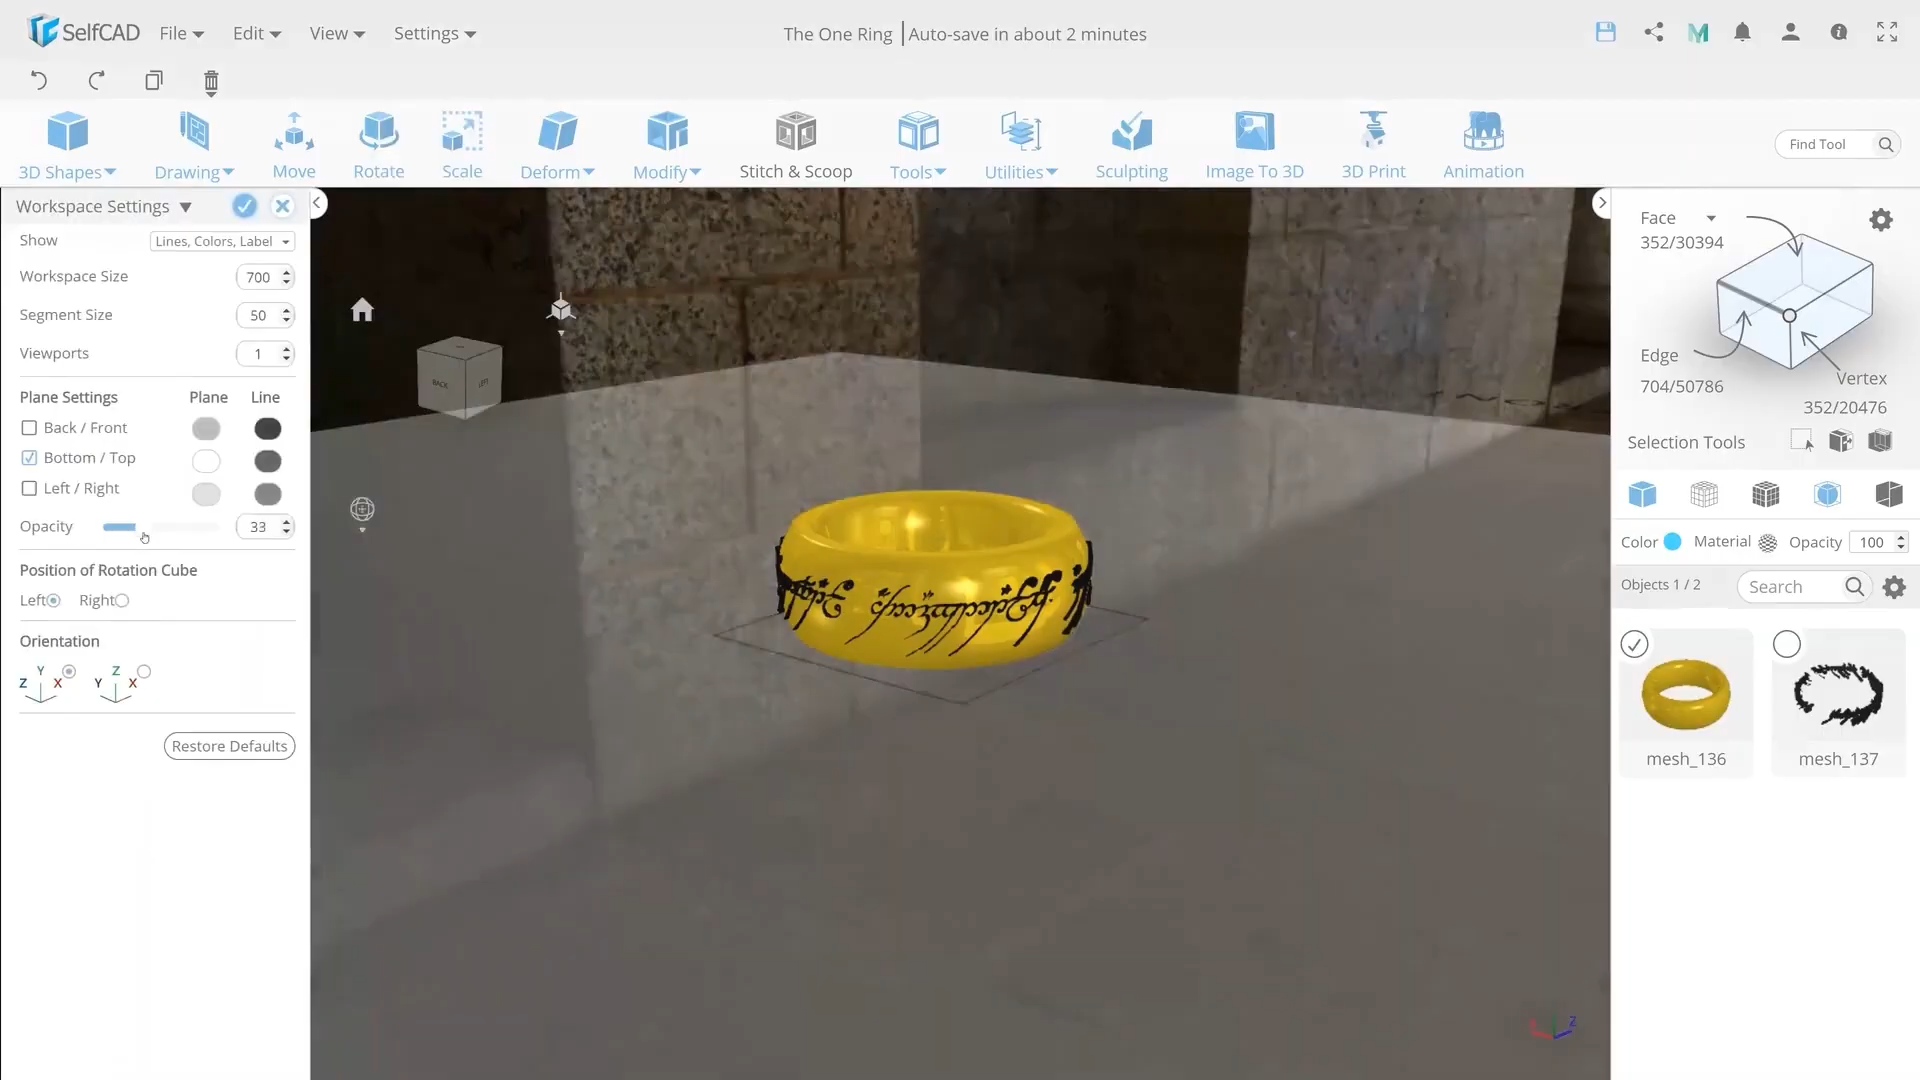 SelfCAD File Edit View Settings The One Ring Auto-save in about 2 minutes
3D Shapes Drawing Move Rotate Scale Deform Modify Stitch & Scoop Tools Utilities Sculpting Image To 3D 3D Print Animation Find Tool
Workspace Settings
Show Lines, Colors, Label
Workspace Size 700
Segment Size 50
Viewports 1
Plane Settings Plane Line
Back / Front
Bottom / Top
Left / Right
Opacity 33
Position of Rotation Cube
Left Right
Orientation
Y Z X
Z Y X
Restore Defaults
BACK LEFT
Z
Face
352/30394
Edge
704/50786
Vertex
352/20476
Selection Tools
Color Material Opacity 100
Objects 1 / 2 Search
mesh_136 mesh_137